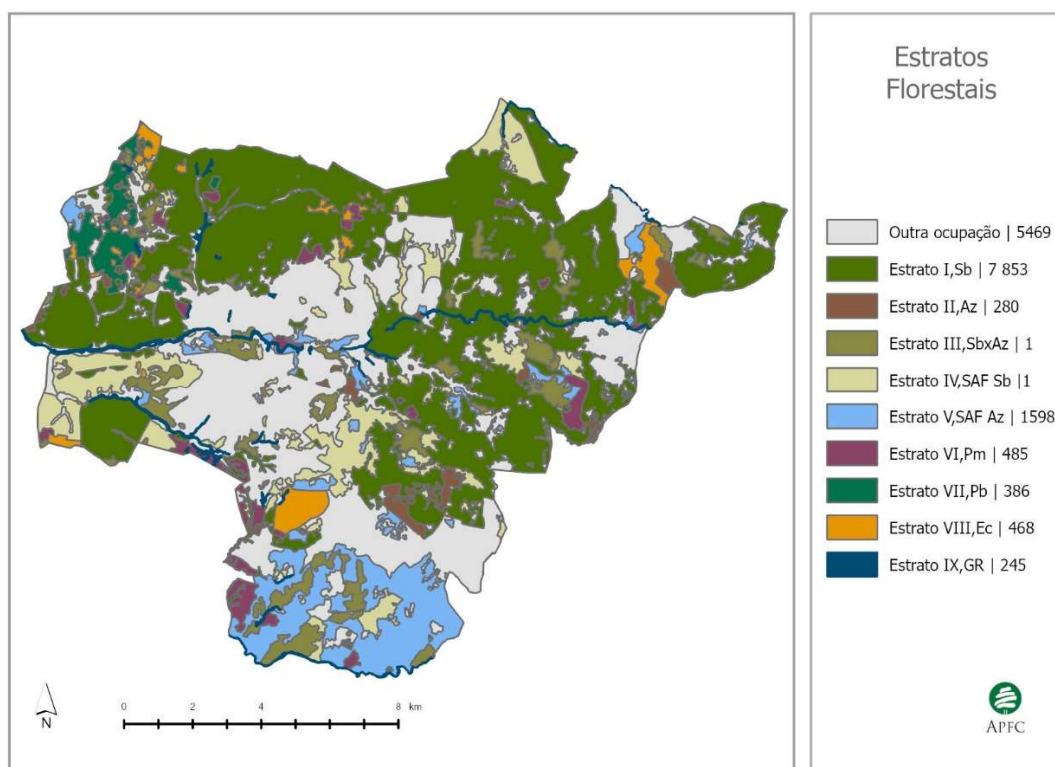 Estratos
Florestais
Outra ocupação | 5469
Estrato I,Sb | 7 853
Estrato II,Az | 280
Estrato III,SbxAz | 1
Estrato IV,SAF Sb |1
Estrato V,SAF Az | 1598
Estrato VI,Pm | 485
Estrato VII,Pb | 386
Estrato VIII,Ec | 468
Estrato IX,GR | 245
N
0 2 4 6 8 km
APFC